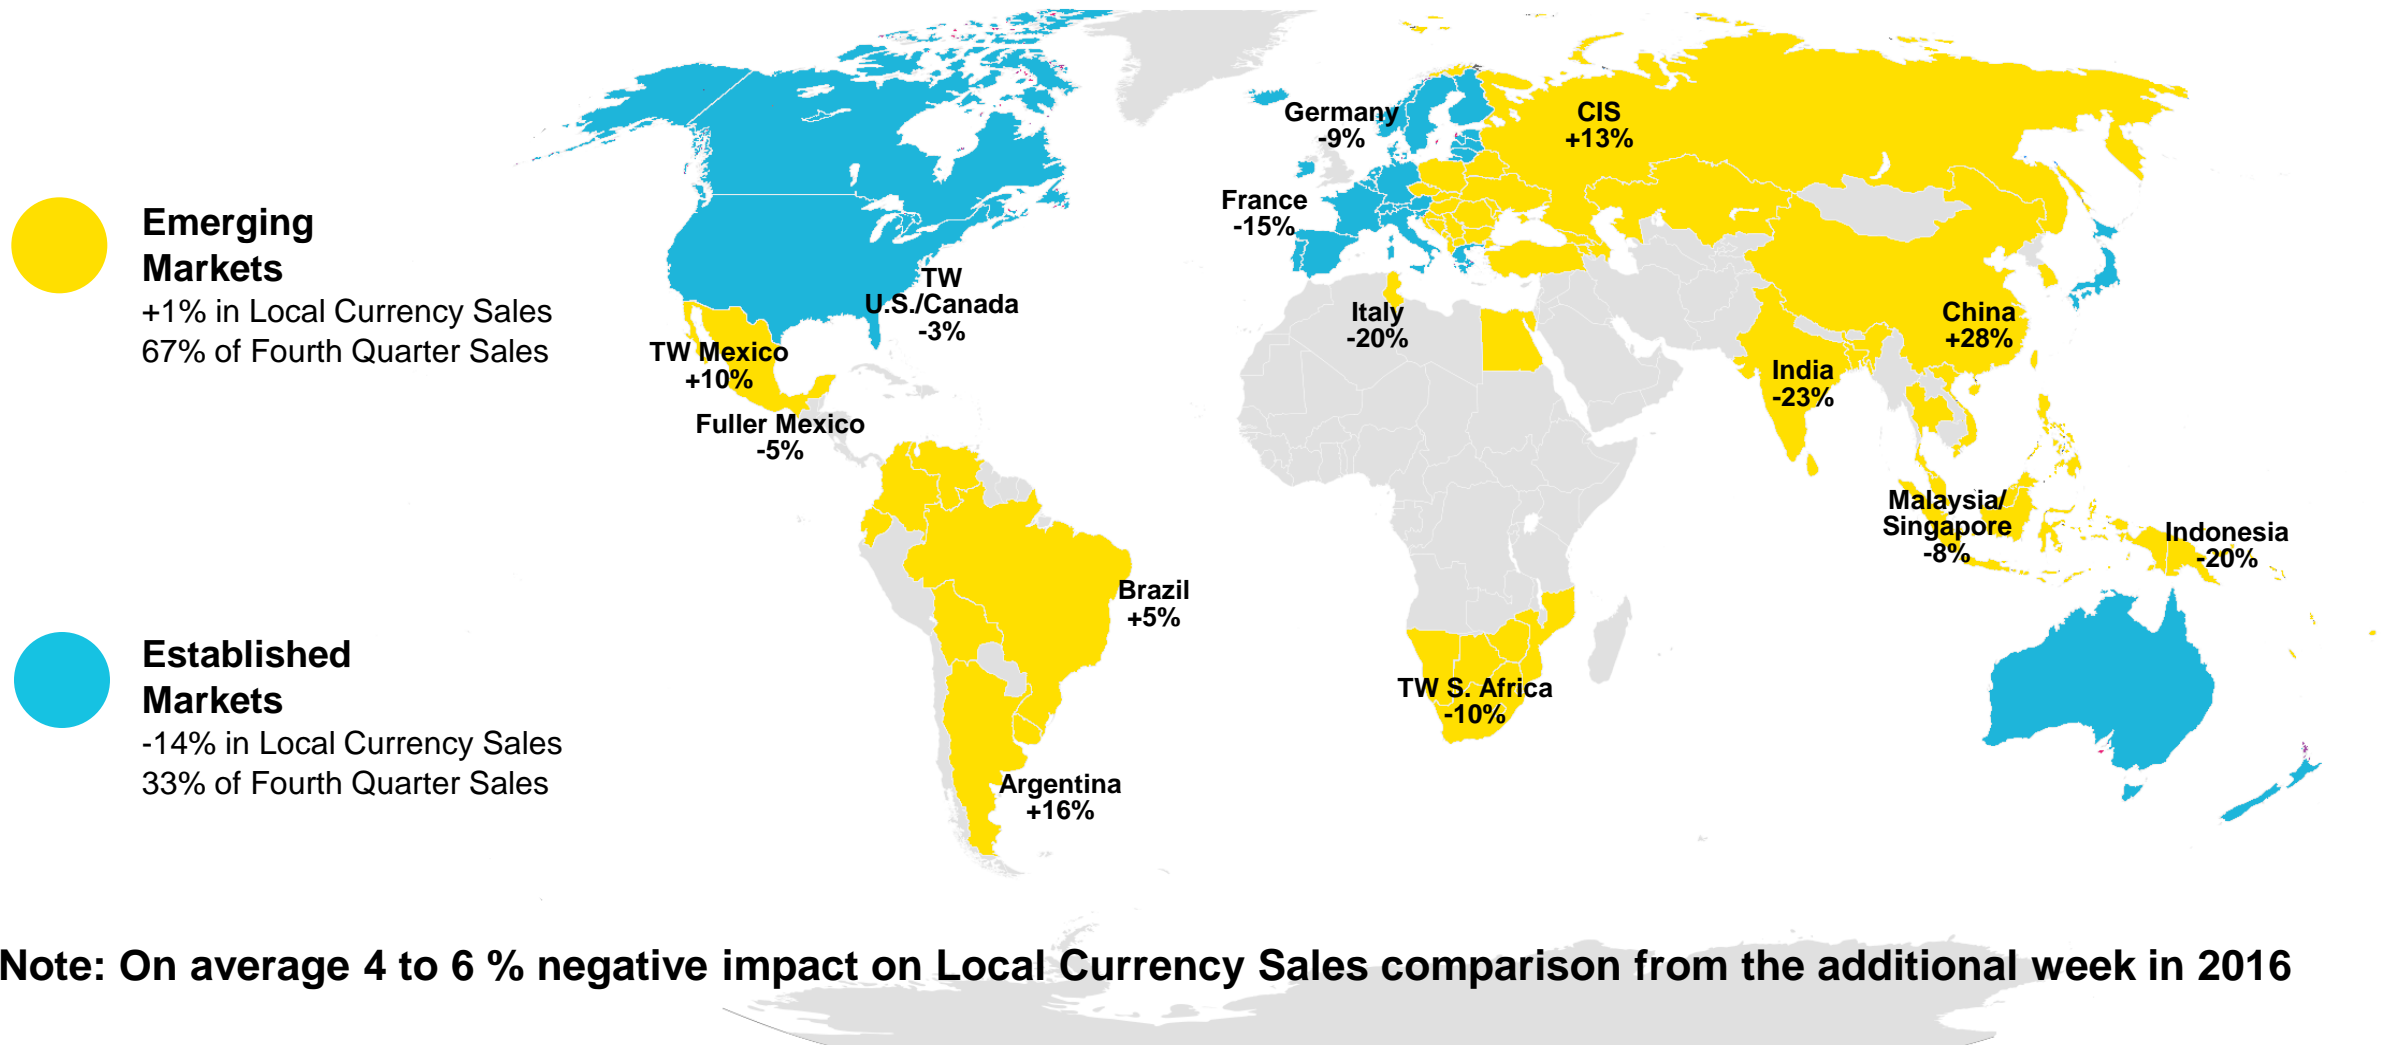 Emerging
Markets
+1% in Local Currency Sales
67% of Fourth Quarter Sales
Established
Markets
-14% in Local Currency Sales
33% of Fourth Quarter Sales
TW
U.S./Canada
-3%
TW Mexico
+10%
Fuller Mexico
-5%
Brazil
+5%
Argentina
+16%
Germany
-9%
France
-15%
Italy
-20%
CIS
+13%
China
+28%
India
-23%
Malaysia/
Singapore
-8%
Indonesia
-20%
TW S. Africa
-10%
Note: On average 4 to 6 % negative impact on Local Currency Sales comparison from the additional week in 2016